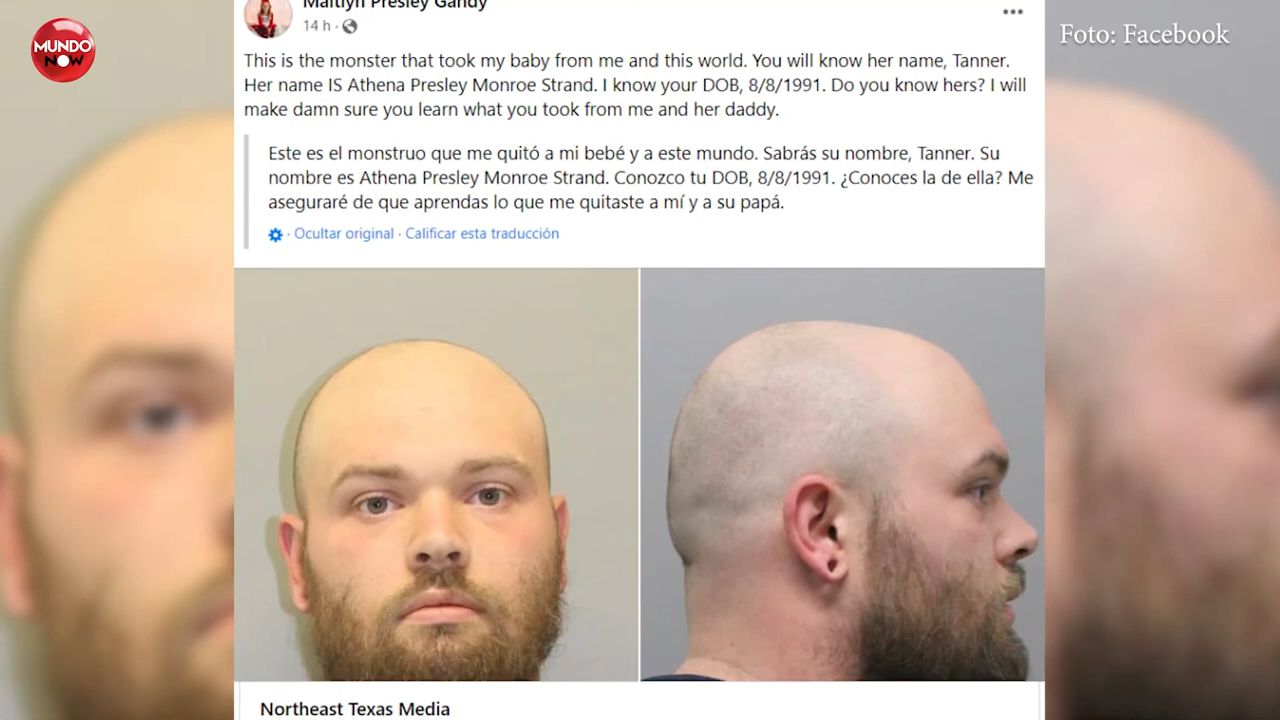 Maitlyn Presley Gandy
MUNDO
NOW
14 h ·
Foto: Facebook
This is the monster that took my baby from me and this world. You will know her name, Tanner.
Her name IS Athena Presley Monroe Strand. I know your DOB, 8/8/1991. Do you know hers? I will
make damn sure you learn what you took from me and her daddy.
Este es el monstruo que me quitó a mi bebé y a este mundo. Sabrás su nombre, Tanner. Su
nombre es Athena Presley Monroe Strand. Conozco tu DOB, 8/8/1991. ¿Conoces la de ella? Me
aseguraré de que aprendas lo que me quitaste a mí y a su papá.
· Ocultar original · Calificar esta traducción
Northeast Texas Media